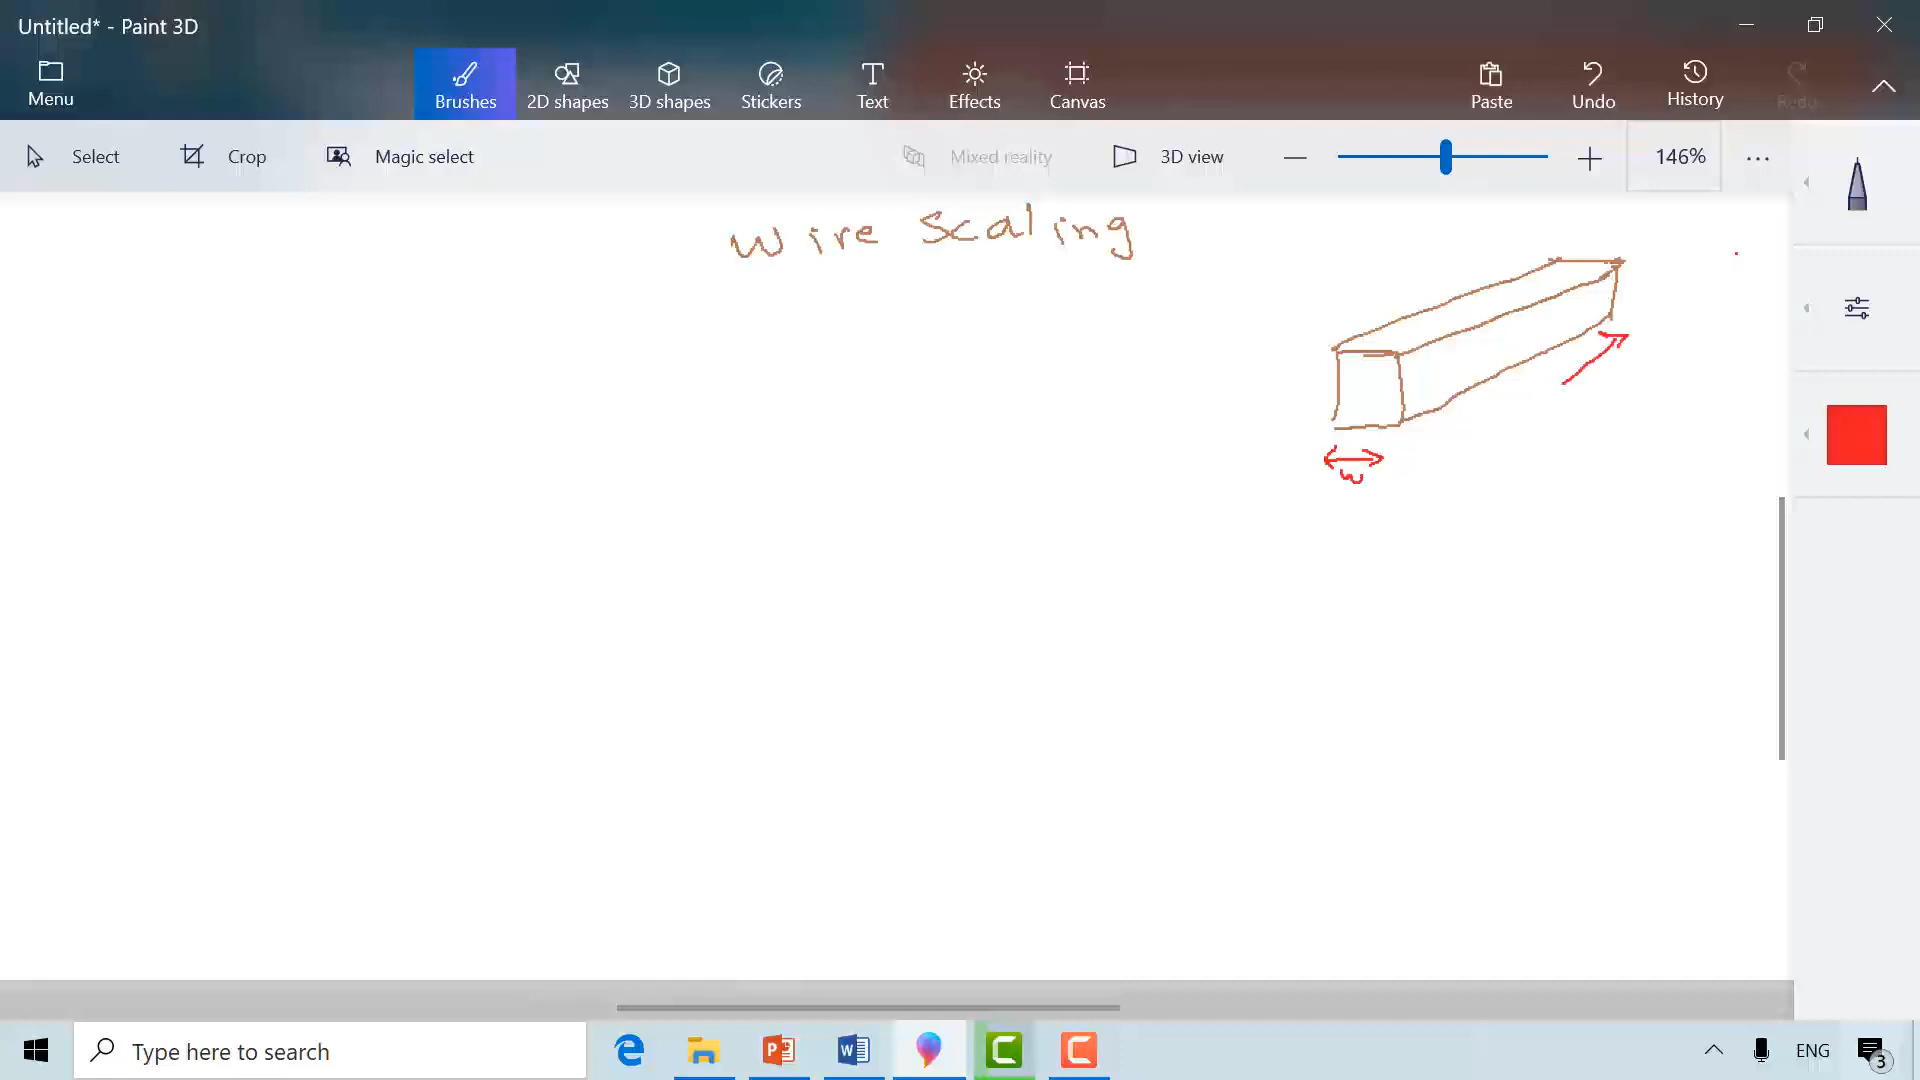 Untitled* - Paint 3D
Menu
Brushes
2D shapes
3D shapes
Stickers
Text
Effects
Canvas
Paste
Undo
History
Redo
Select
Crop
Magic select
Mixed reality
3D view
146%
Wire Scaling
w
Type here to search
ENG
3